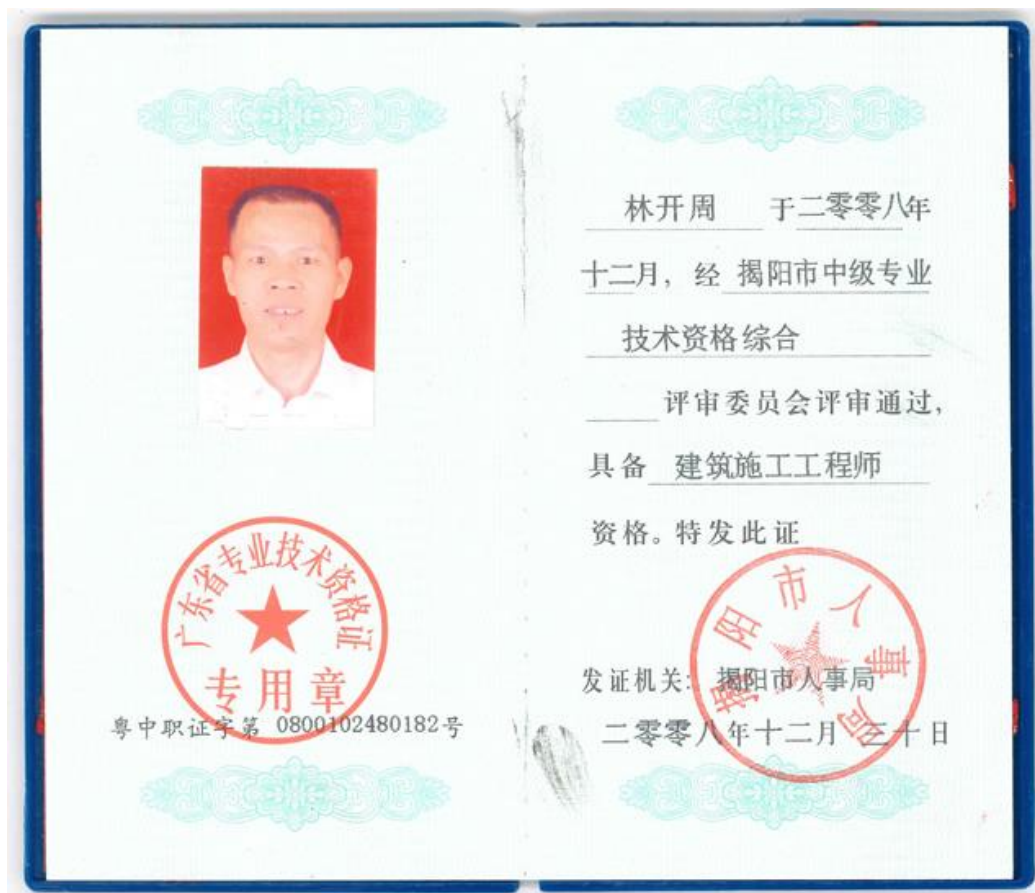 广东省专业技术资格证
专用章
粤中职证字第 0800102480182号
林开周 于二零零八年
十二月，经 揭阳市中级专业
技术资格综合
评审委员会评审通过，
具备 建筑施工工程师
资格。特发此证
揭阳市人事局
发证机关：揭阳市人事局
二零零八年十二月 三十日